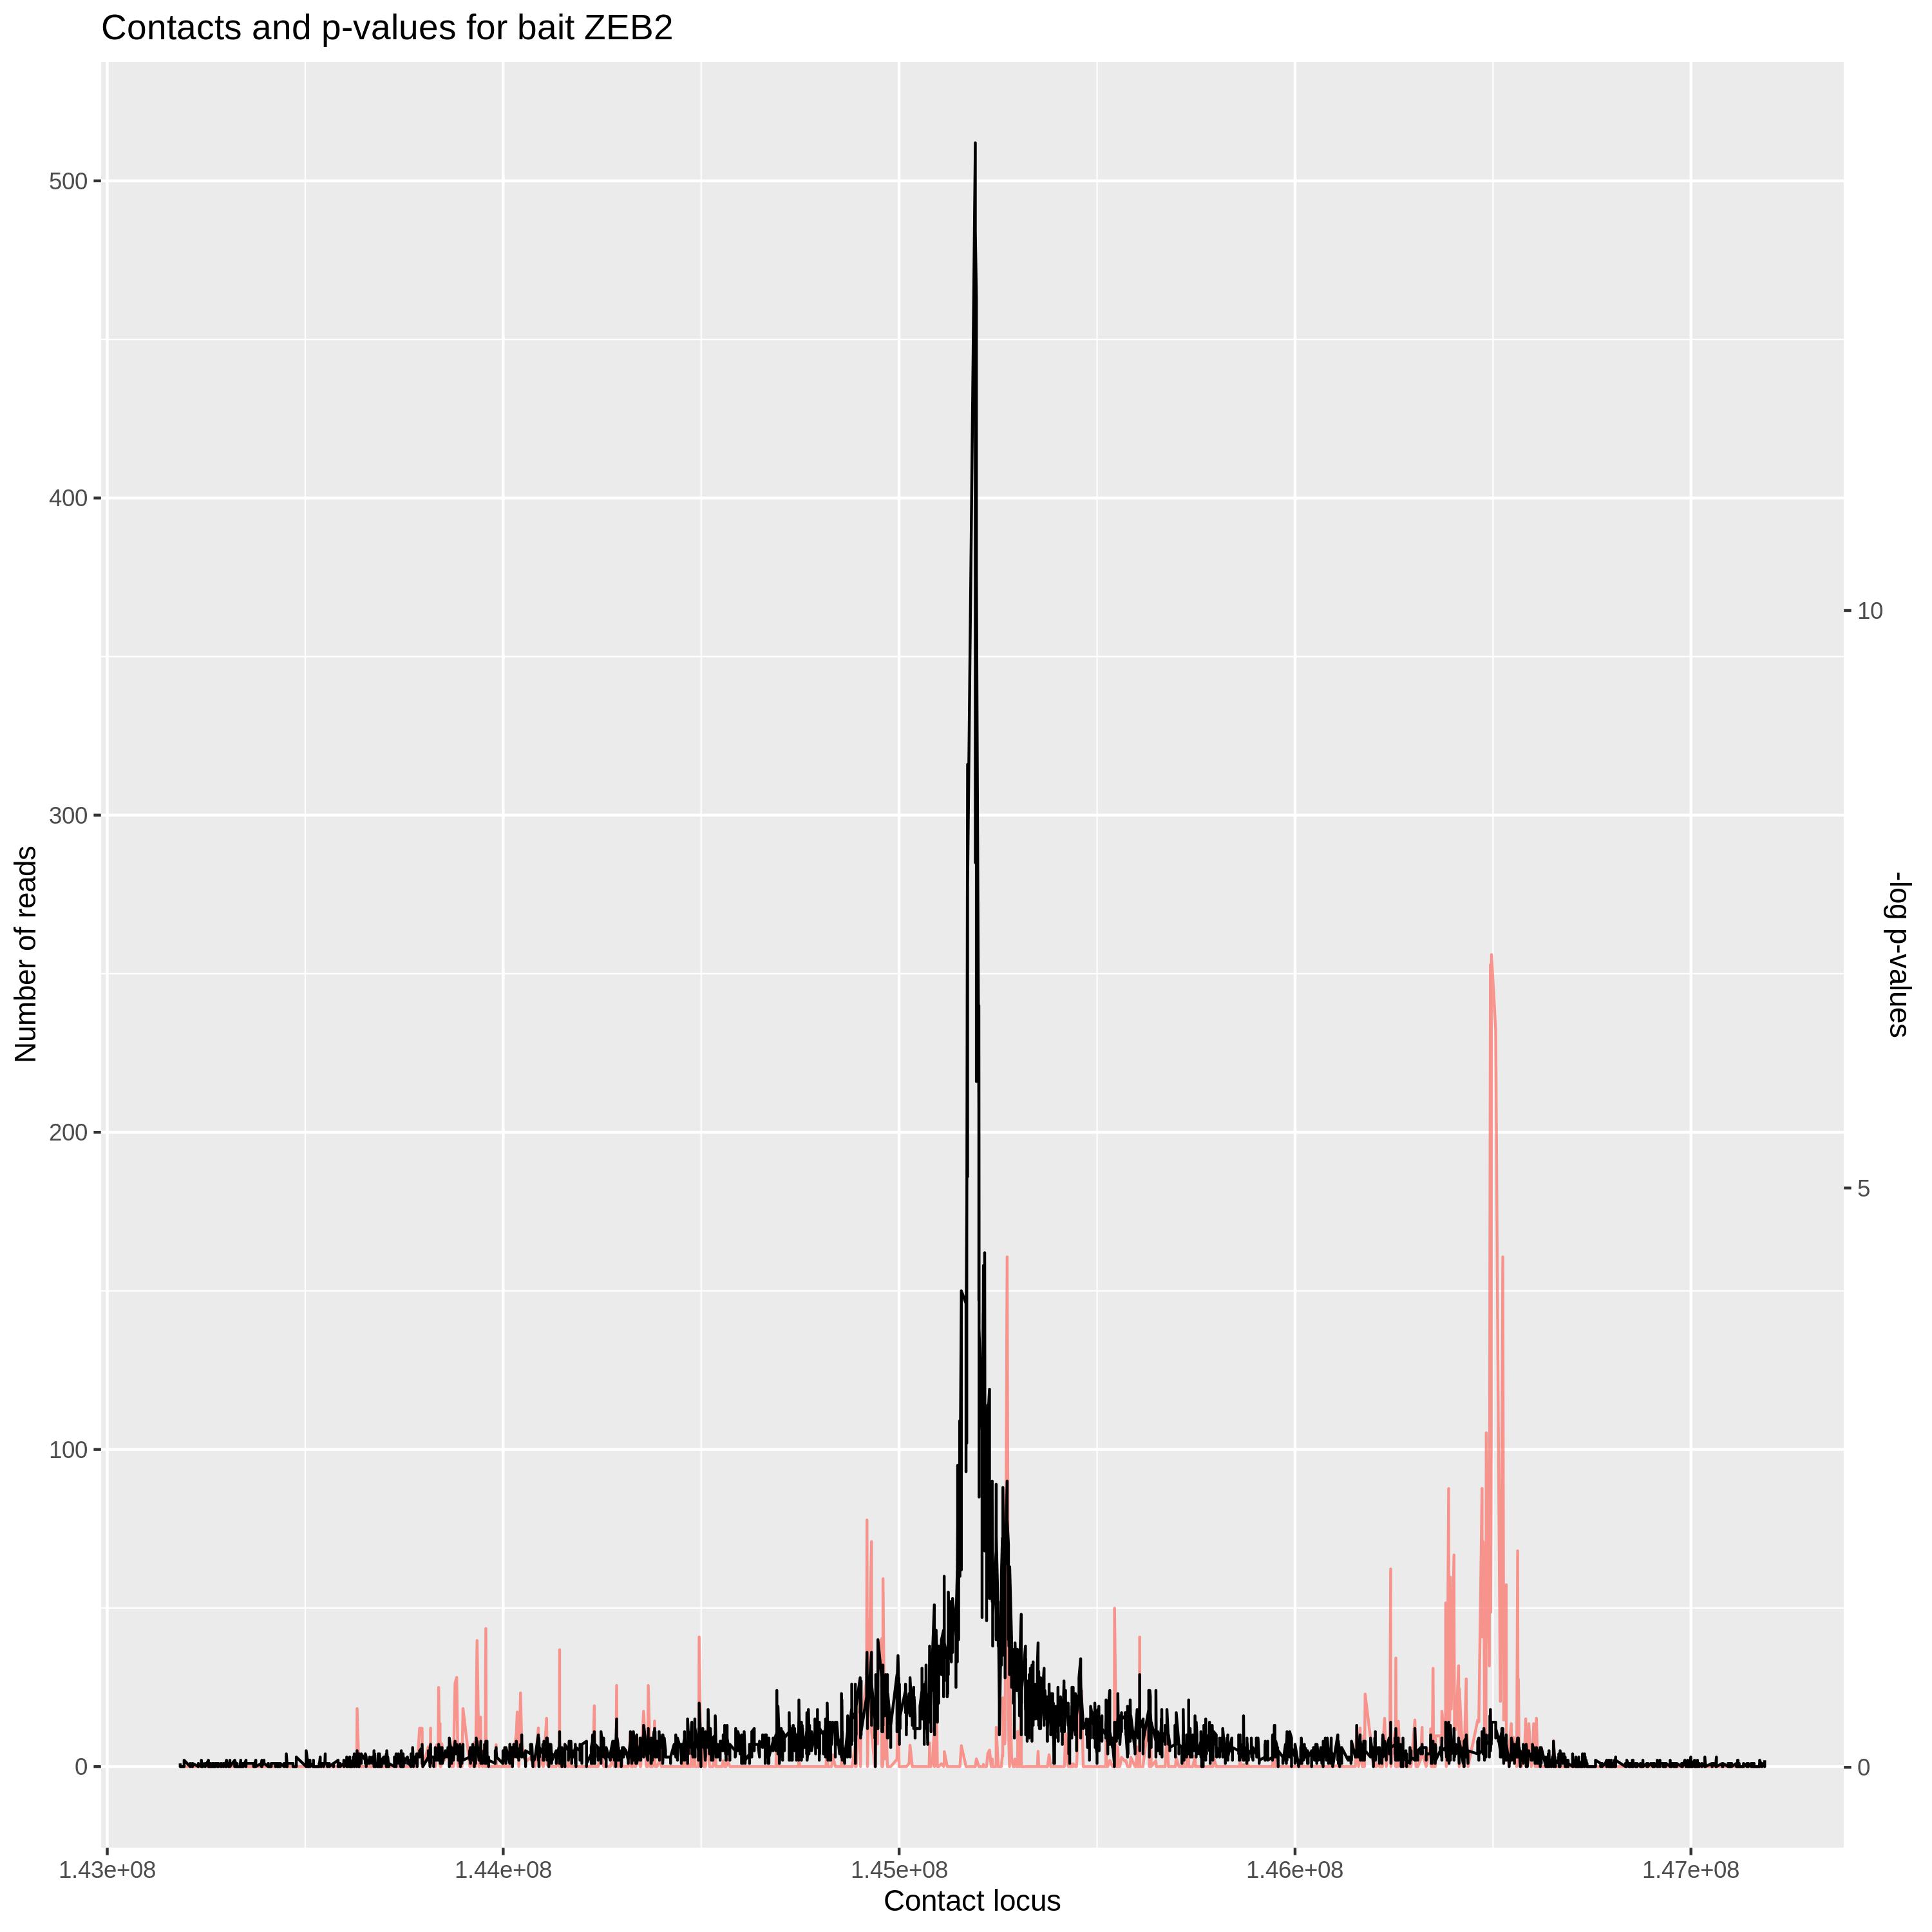 Contacts and p-values for bait ZEB2
500
400
300
200
100
0
Number of reads
10
5
0
-log p-values
1.43e+08 1.44e+08 1.45e+08 1.46e+08 1.47e+08
Contact locus